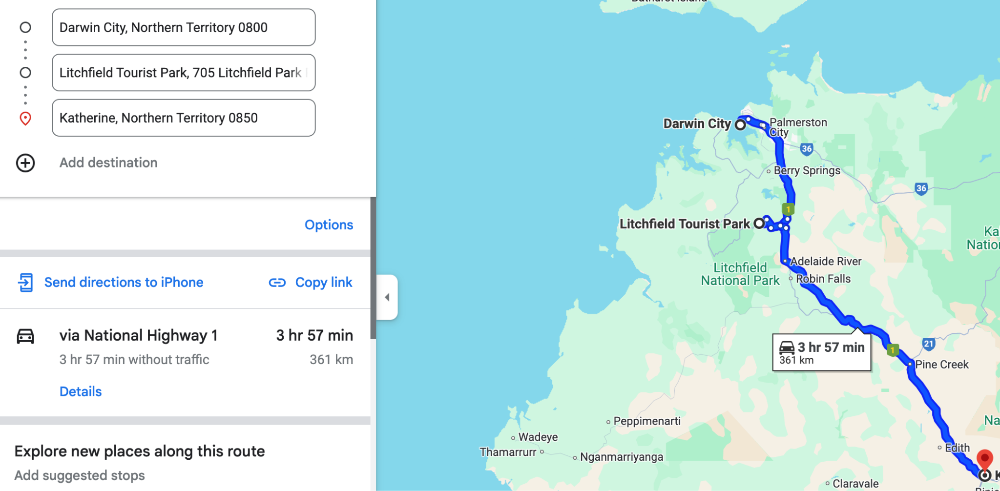 Darwin City, Northern Territory 0800
Litchfield Tourist Park, 705 Litchfield Park
Katherine, Northern Territory 0850
Add destination
Options
Send directions to iPhone
Copy link
via National Highway 1
3 hr 57 min
3 hr 57 min without traffic
361 km
Details
Explore new places along this route
Add suggested stops
Bathurst Island
Darwin City
Palmerston
City
36
Berry Springs
36
1
Litchfield Tourist Park
Ka
Nation
Adelaide River
Litchfield
National Park
Robin Falls
3 hr 57 min
361 km
21
1
Pine Creek
Peppimenarti
Na
Wadeye
Thamarrurr
Nganmarriyanga
Edith
K
Claravale